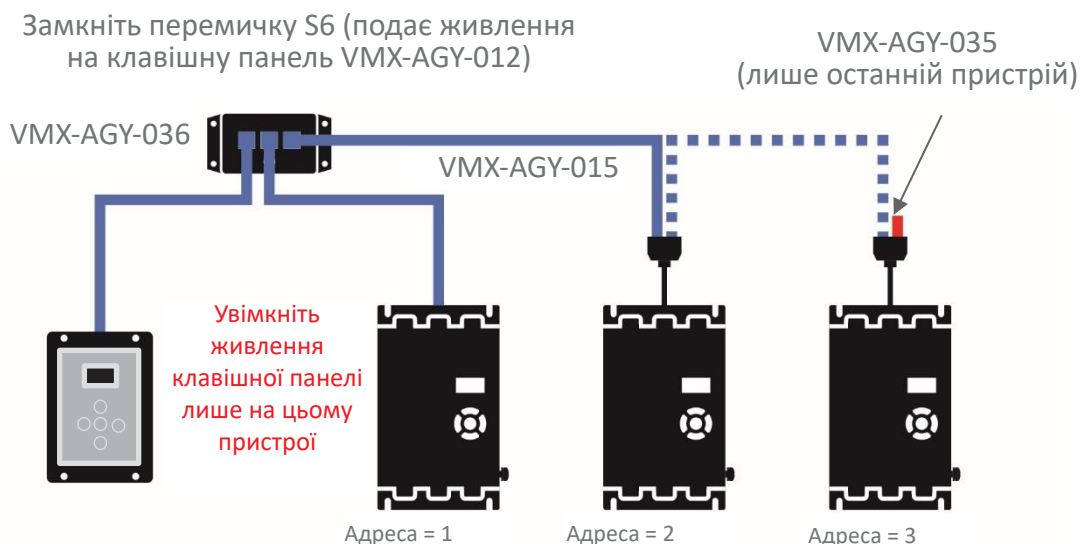 Замкніть перемичку S6 (подає живлення
на клавішну панель VMX-AGY-012)
VMX-AGY-035
(лише останній пристрій)
VMX-AGY-036
VMX-AGY-015
Увімкніть
живлення
клавішної панелі
лише на цьому
пристрої
Адреса = 1
Адреса = 2
Адреса = 3